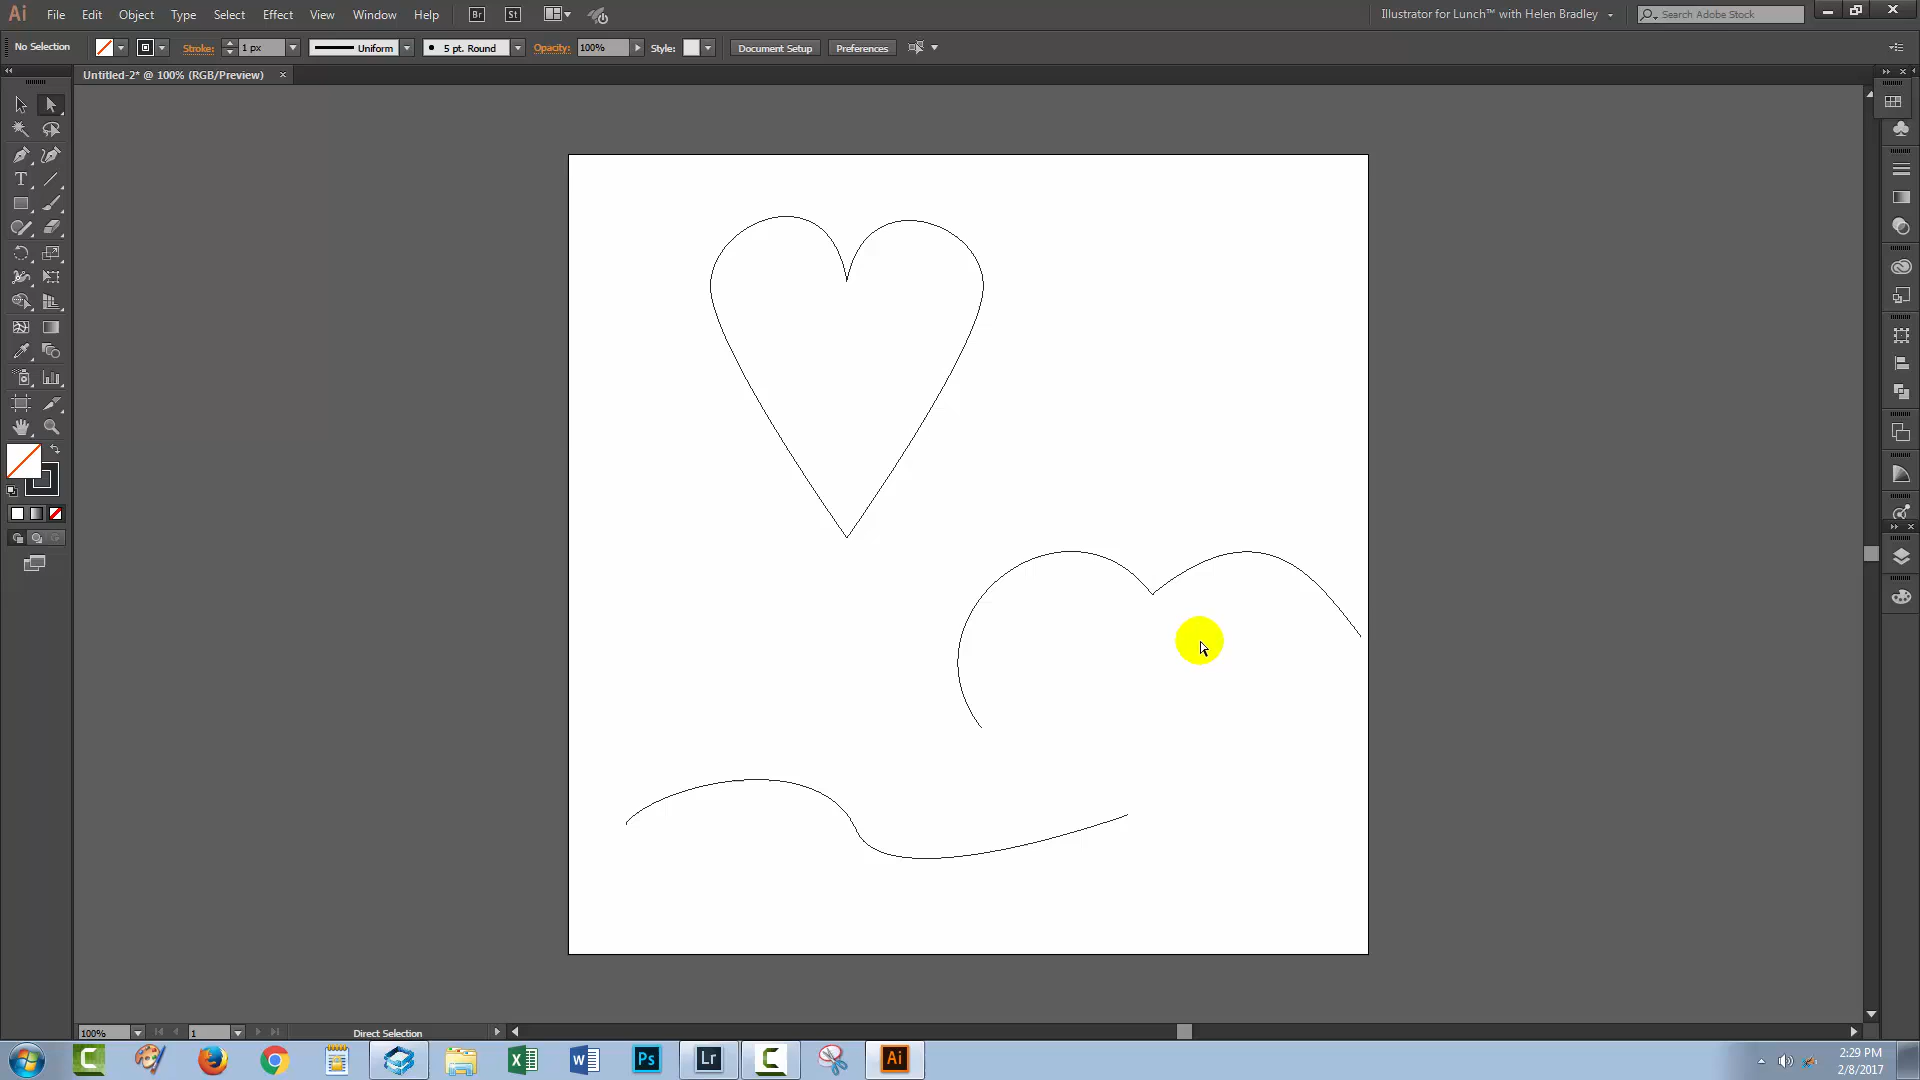 Ai File Edit Object Type Select Effect View Window Help Br St Illustrator for Lunch™ with Helen Bradley Search Adobe Stock
No Selection Stroke: 1 px Uniform 5 pt. Round Opacity: 100% Style: Document Setup Preferences
Untitled-2* @ 100% (RGB/Preview)
T
100% 1 Direct Selection
C X W Ps Lr C Ai
2:29 PM
2/8/2017